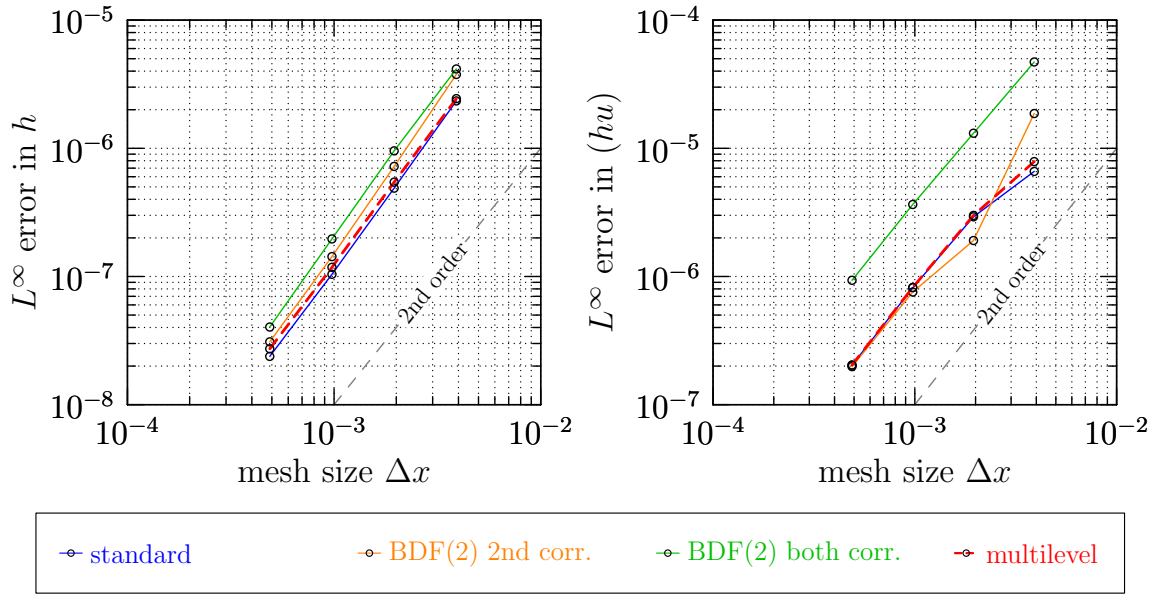 10⁻⁵
10⁻⁶
10⁻⁷
10⁻⁸
L∞ error in h
2nd order
10⁻⁴
10⁻³
10⁻²
mesh size Δx
10⁻⁴
10⁻⁵
10⁻⁶
10⁻⁷
L∞ error in (hu)
2nd order
10⁻⁴
10⁻³
10⁻²
mesh size Δx
standard
BDF(2) 2nd corr.
BDF(2) both corr.
multilevel